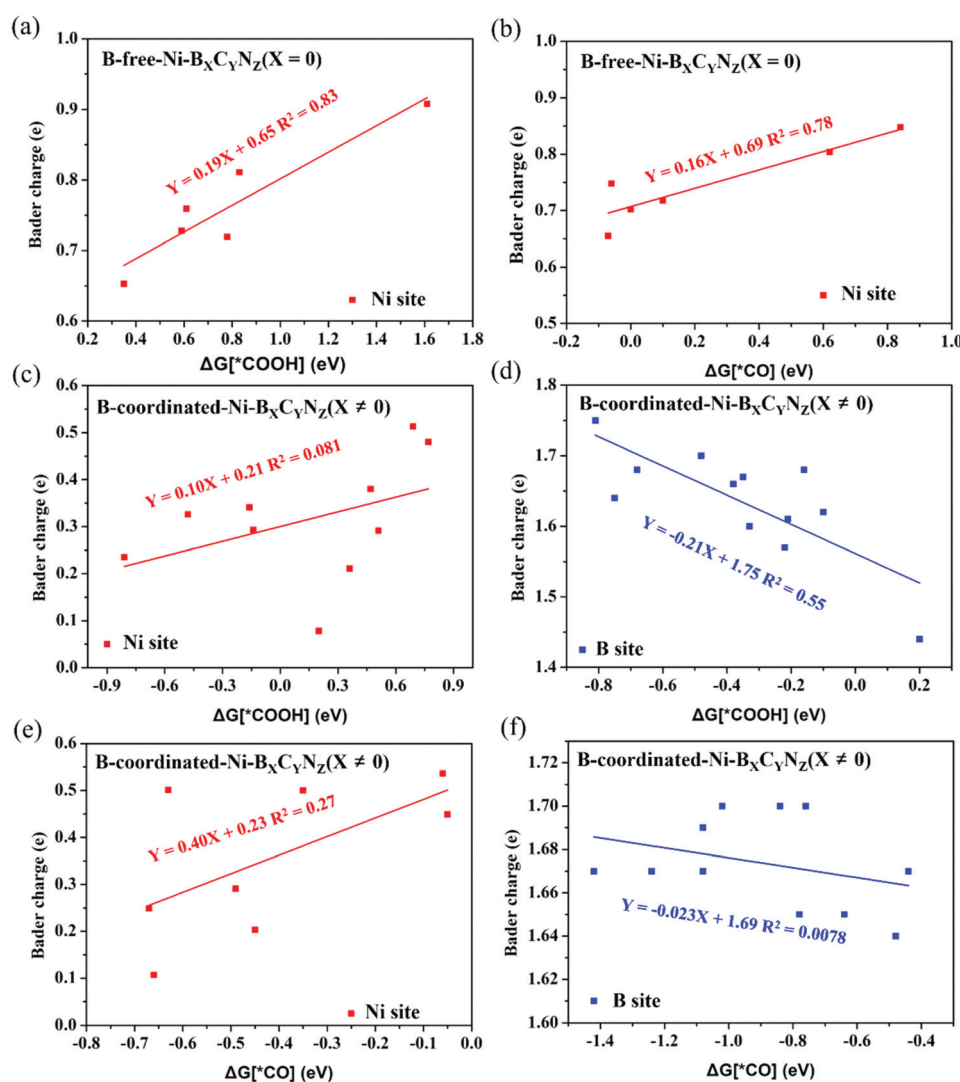 (a)
B-free-Ni-BXCYNZ(X = 0)
Y = 0.19X + 0.65 R² = 0.83
Ni site
Bader charge (e)
1.0
0.9
0.8
0.7
0.6
0.2 0.4 0.6 0.8 1.0 1.2 1.4 1.6 1.8
ΔG[*COOH] (eV)
(b)
B-free-Ni-BXCYNZ(X = 0)
Y = 0.16X + 0.69 R² = 0.78
Ni site
Bader charge (e)
1.0
0.9
0.8
0.7
0.6
0.5
-0.2 0.0 0.2 0.4 0.6 0.8 1.0
ΔG[*CO] (eV)
(c)
B-coordinated-Ni-BXCYNZ(X ≠ 0)
Y = 0.10X + 0.21 R² = 0.081
Ni site
Bader charge (e)
0.6
0.5
0.4
0.3
0.2
0.1
0.0
-0.9 -0.6 -0.3 0.0 0.3 0.6 0.9
ΔG[*COOH] (eV)
(d)
B-coordinated-Ni-BXCYNZ(X ≠ 0)
Y = -0.21X + 1.75 R² = 0.55
B site
Bader charge (e)
1.8
1.7
1.6
1.5
1.4
-0.8 -0.6 -0.4 -0.2 0.0 0.2
ΔG[*COOH] (eV)
(e)
B-coordinated-Ni-BXCYNZ(X ≠ 0)
Y = 0.40X + 0.23 R² = 0.27
Ni site
Bader charge (e)
0.6
0.5
0.4
0.3
0.2
0.1
0.0
-0.8 -0.7 -0.6 -0.5 -0.4 -0.3 -0.2 -0.1 0.0
ΔG[*CO] (eV)
(f)
B-coordinated-Ni-BXCYNZ(X ≠ 0)
Y = -0.023X + 1.69 R² = 0.0078
B site
Bader charge (e)
1.72
1.70
1.68
1.66
1.64
1.62
1.60
-1.4 -1.2 -1.0 -0.8 -0.6 -0.4
ΔG[*CO] (eV)